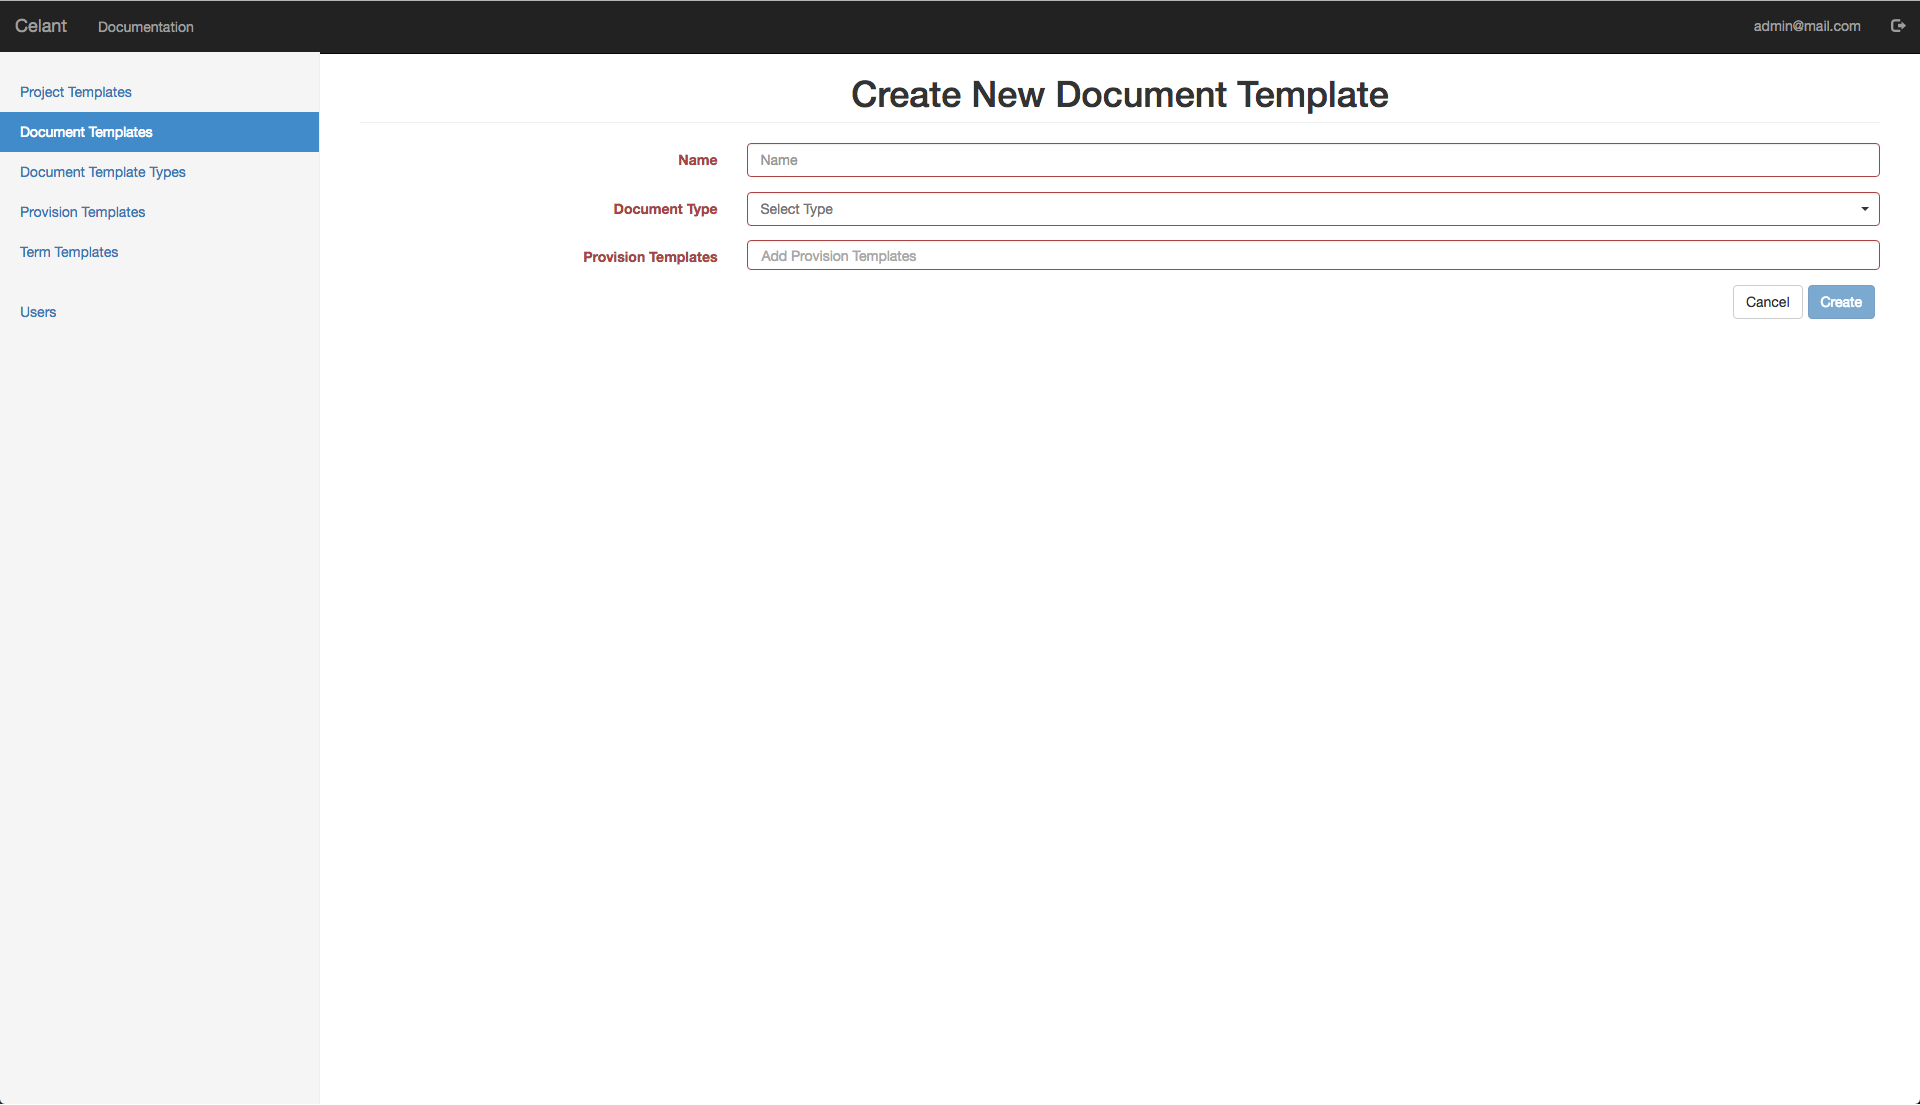 Celant Documentation admin@mail.com
Project Templates
Document Templates
Document Template Types
Provision Templates
Term Templates
Users
Create New Document Template
Name Name
Document Type Select Type
Provision Templates Add Provision Templates
Cancel Create